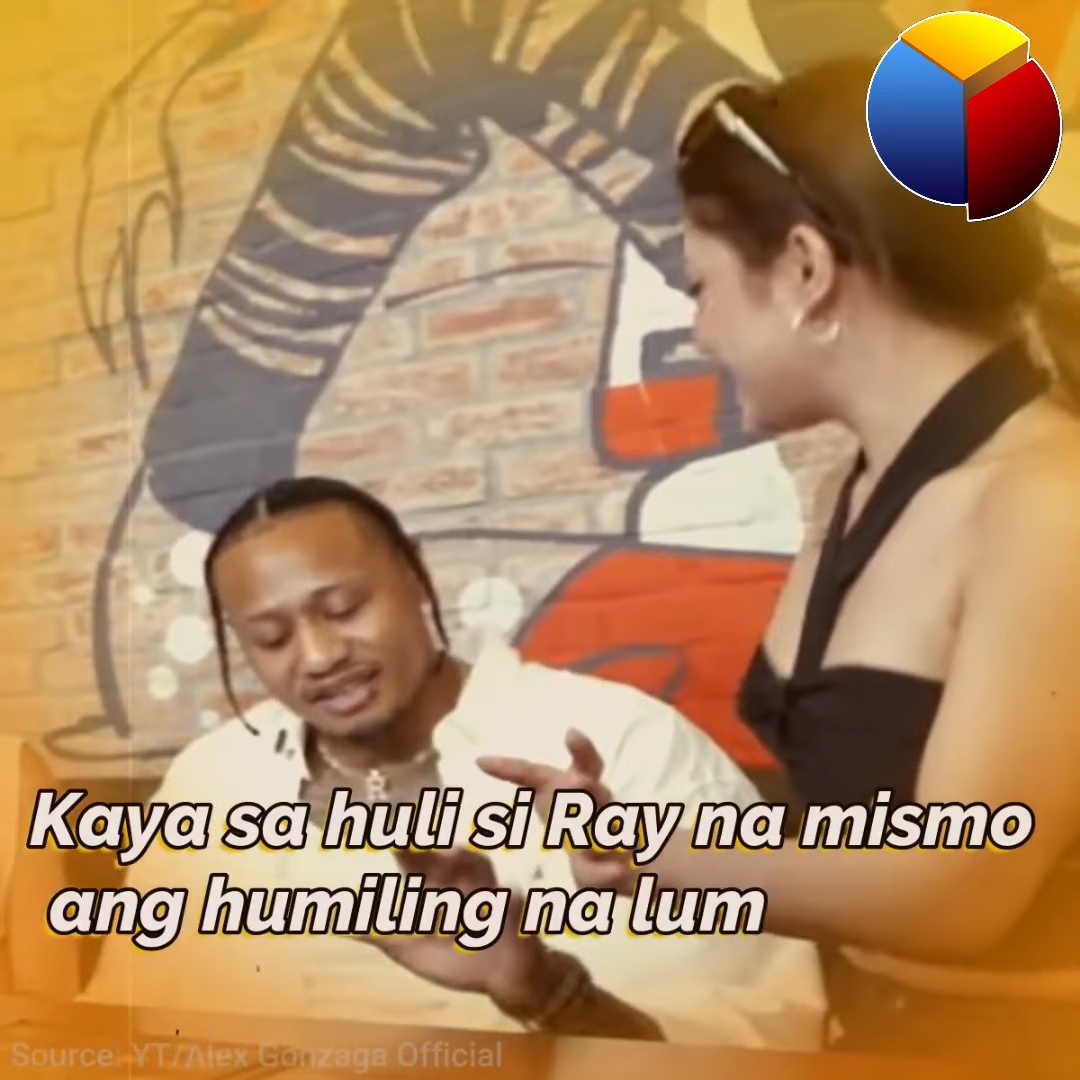 Kaya sa huli si Ray na mismo
ang humiling na lum
Source: YT/Alex Gonzaga Official